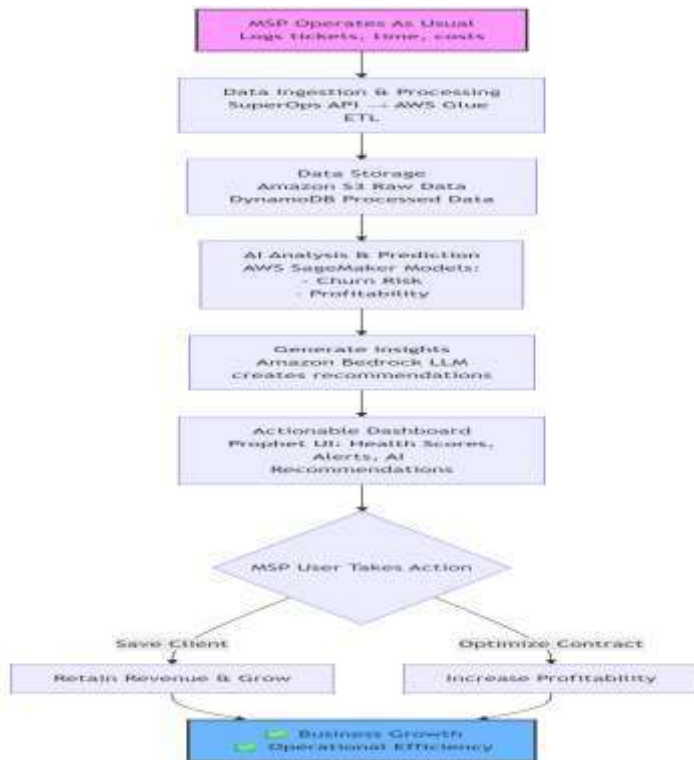 MSP Operates As Usual
Logs tickets, time, costs
Data Ingestion & Processing
SuperOps API → AWS Glue
ETL
Data Storage
Amazon S3 Raw Data
DynamoDB Processed Data
AI Analysis & Prediction
AWS SageMaker Models:
- Churn Risk
- Profitability
Generate Insights
Amazon Bedrock LLM
creates recommendations
Actionable Dashboard
Prophet UI: Health Scores,
Alerts, AI
Recommendations
MSP User Takes Action
Save Client
Optimize Contract
Retain Revenue & Grow
Increase Profitability
✅ Business Growth
✅ Operational Efficiency